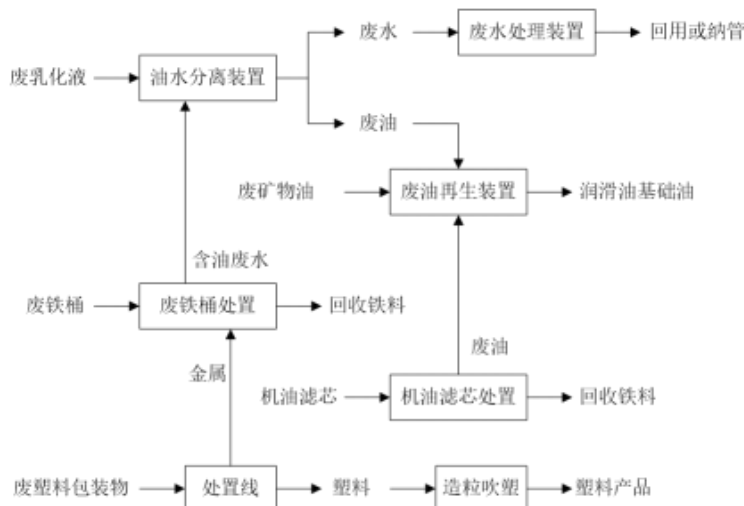 废水
废水处理装置
回用或纳管
废乳化液
油水分离装置
废油
废矿物油
废油再生装置
润滑油基础油
含油废水
废铁桶
废铁桶处置
回收铁料
废油
金属
机油滤芯
机油滤芯处置
回收铁料
废塑料包装物
处置线
塑料
造粒吹塑
塑料产品